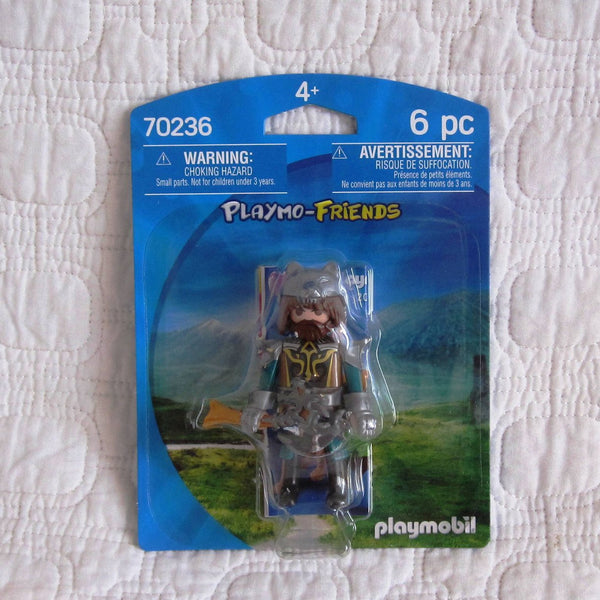 4+
70236
6 pc
WARNING:
CHOKING HAZARD
Small parts. Not for children under 3 years.
AVERTISSEMENT:
RISQUE DE SUFFOCATION.
Présence de petits éléments.
Ne convient pas aux enfants de moins de 3 ans.
PLAYMO-FRIENDS
playmobil